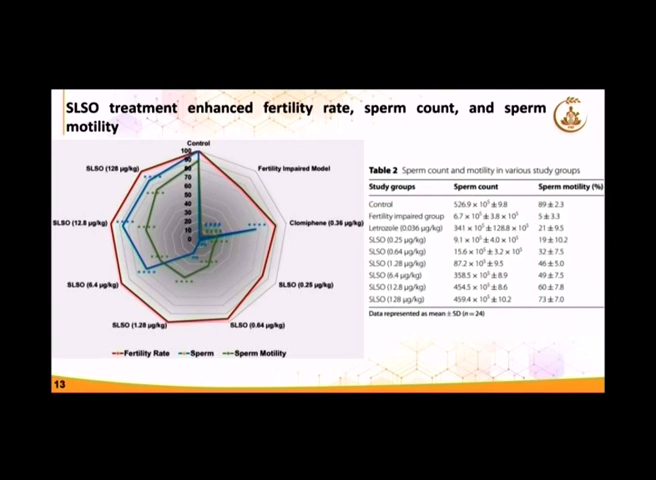 SLSO treatment enhanced fertility rate, sperm count, and sperm
motility
Control
100
90
80
70
60
50
40
30
20
10
0
Fertility Impaired Model
Clomiphene (0.36 µg/kg)
SLSO (0.25 µg/kg)
SLSO (0.64 µg/kg)
SLSO (1.28 µg/kg)
SLSO (6.4 µg/kg)
SLSO (12.8 µg/kg)
SLSO (128 µg/kg)
Fertility Rate Sperm Sperm Motility
Table 2 Sperm count and motility in various study groups
Study groups Sperm count Sperm motility (%)
Control 526.9 × 10⁵ ± 9.8 89 ± 2.3
Fertility impaired group 6.7 × 10⁵ ± 3.8 × 10⁵ 5 ± 3.3
Letrozole (0.036 µg/kg) 341 × 10⁵ ± 128.8 × 10⁵ 21 ± 9.5
SLSO (0.25 µg/kg) 9.1 × 10⁵ ± 4.0 × 10⁵ 19 ± 10.2
SLSO (0.64 µg/kg) 15.6 × 10⁵ ± 3.2 × 10⁵ 32 ± 7.5
SLSO (1.28 µg/kg) 87.2 × 10⁵ ± 9.5 46 ± 5.0
SLSO (6.4 µg/kg) 358.5 × 10⁵ ± 8.9 49 ± 7.5
SLSO (12.8 µg/kg) 454.5 × 10⁵ ± 8.6 60 ± 7.8
SLSO (128 µg/kg) 459.4 × 10⁵ ± 10.2 73 ± 7.0
Data represented as mean ± SD (n = 24)
13